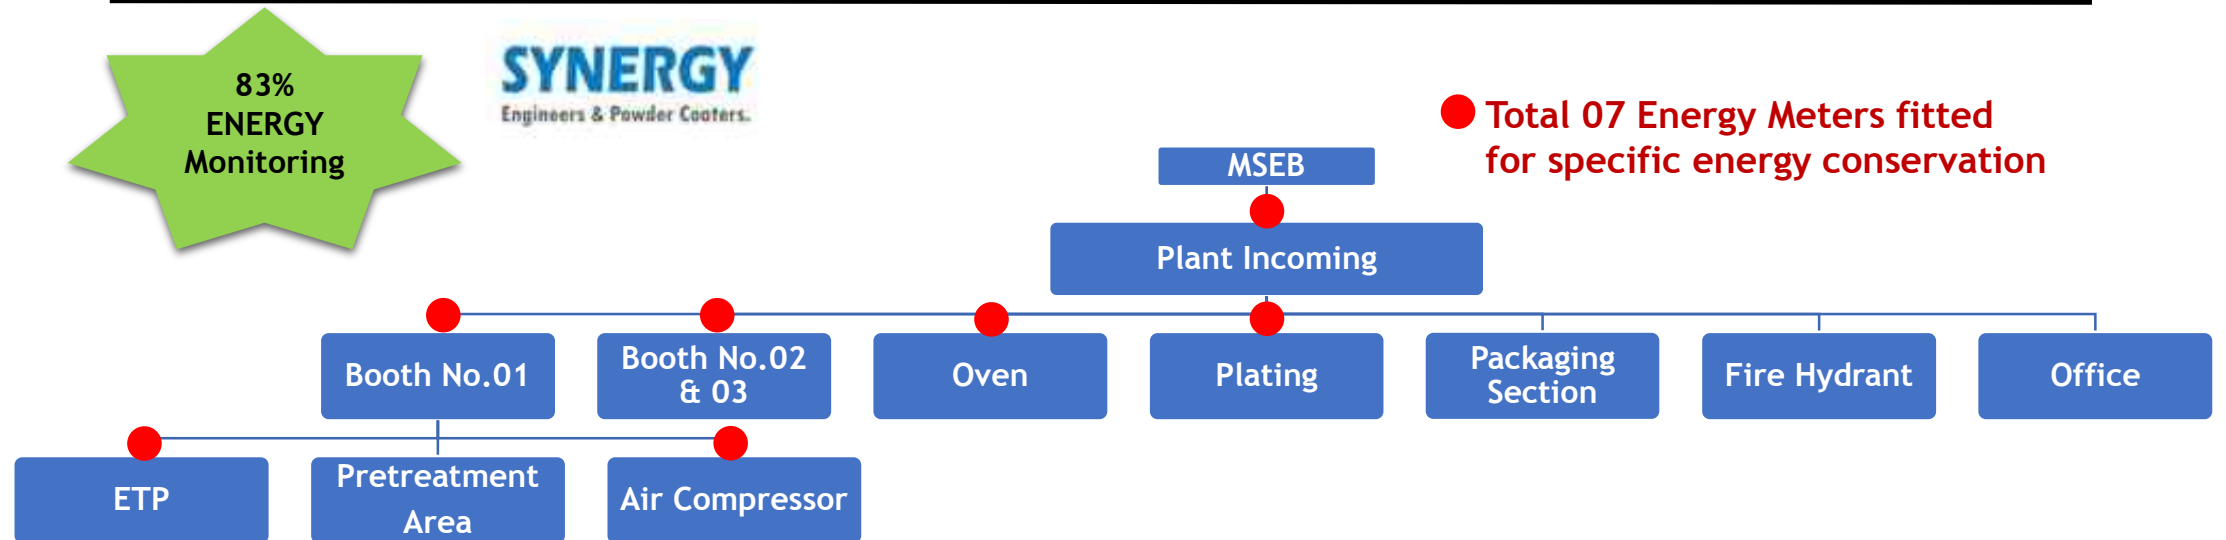 83%
ENERGY
Monitoring
SYNERGY
Engineers & Powder Coaters.
Total 07 Energy Meters fitted
for specific energy conservation
MSEB
Plant Incoming
Booth No.01
Booth No.02
& 03
Oven
Plating
Packaging
Section
Fire Hydrant
Office
ETP
Pretreatment
Area
Air Compressor